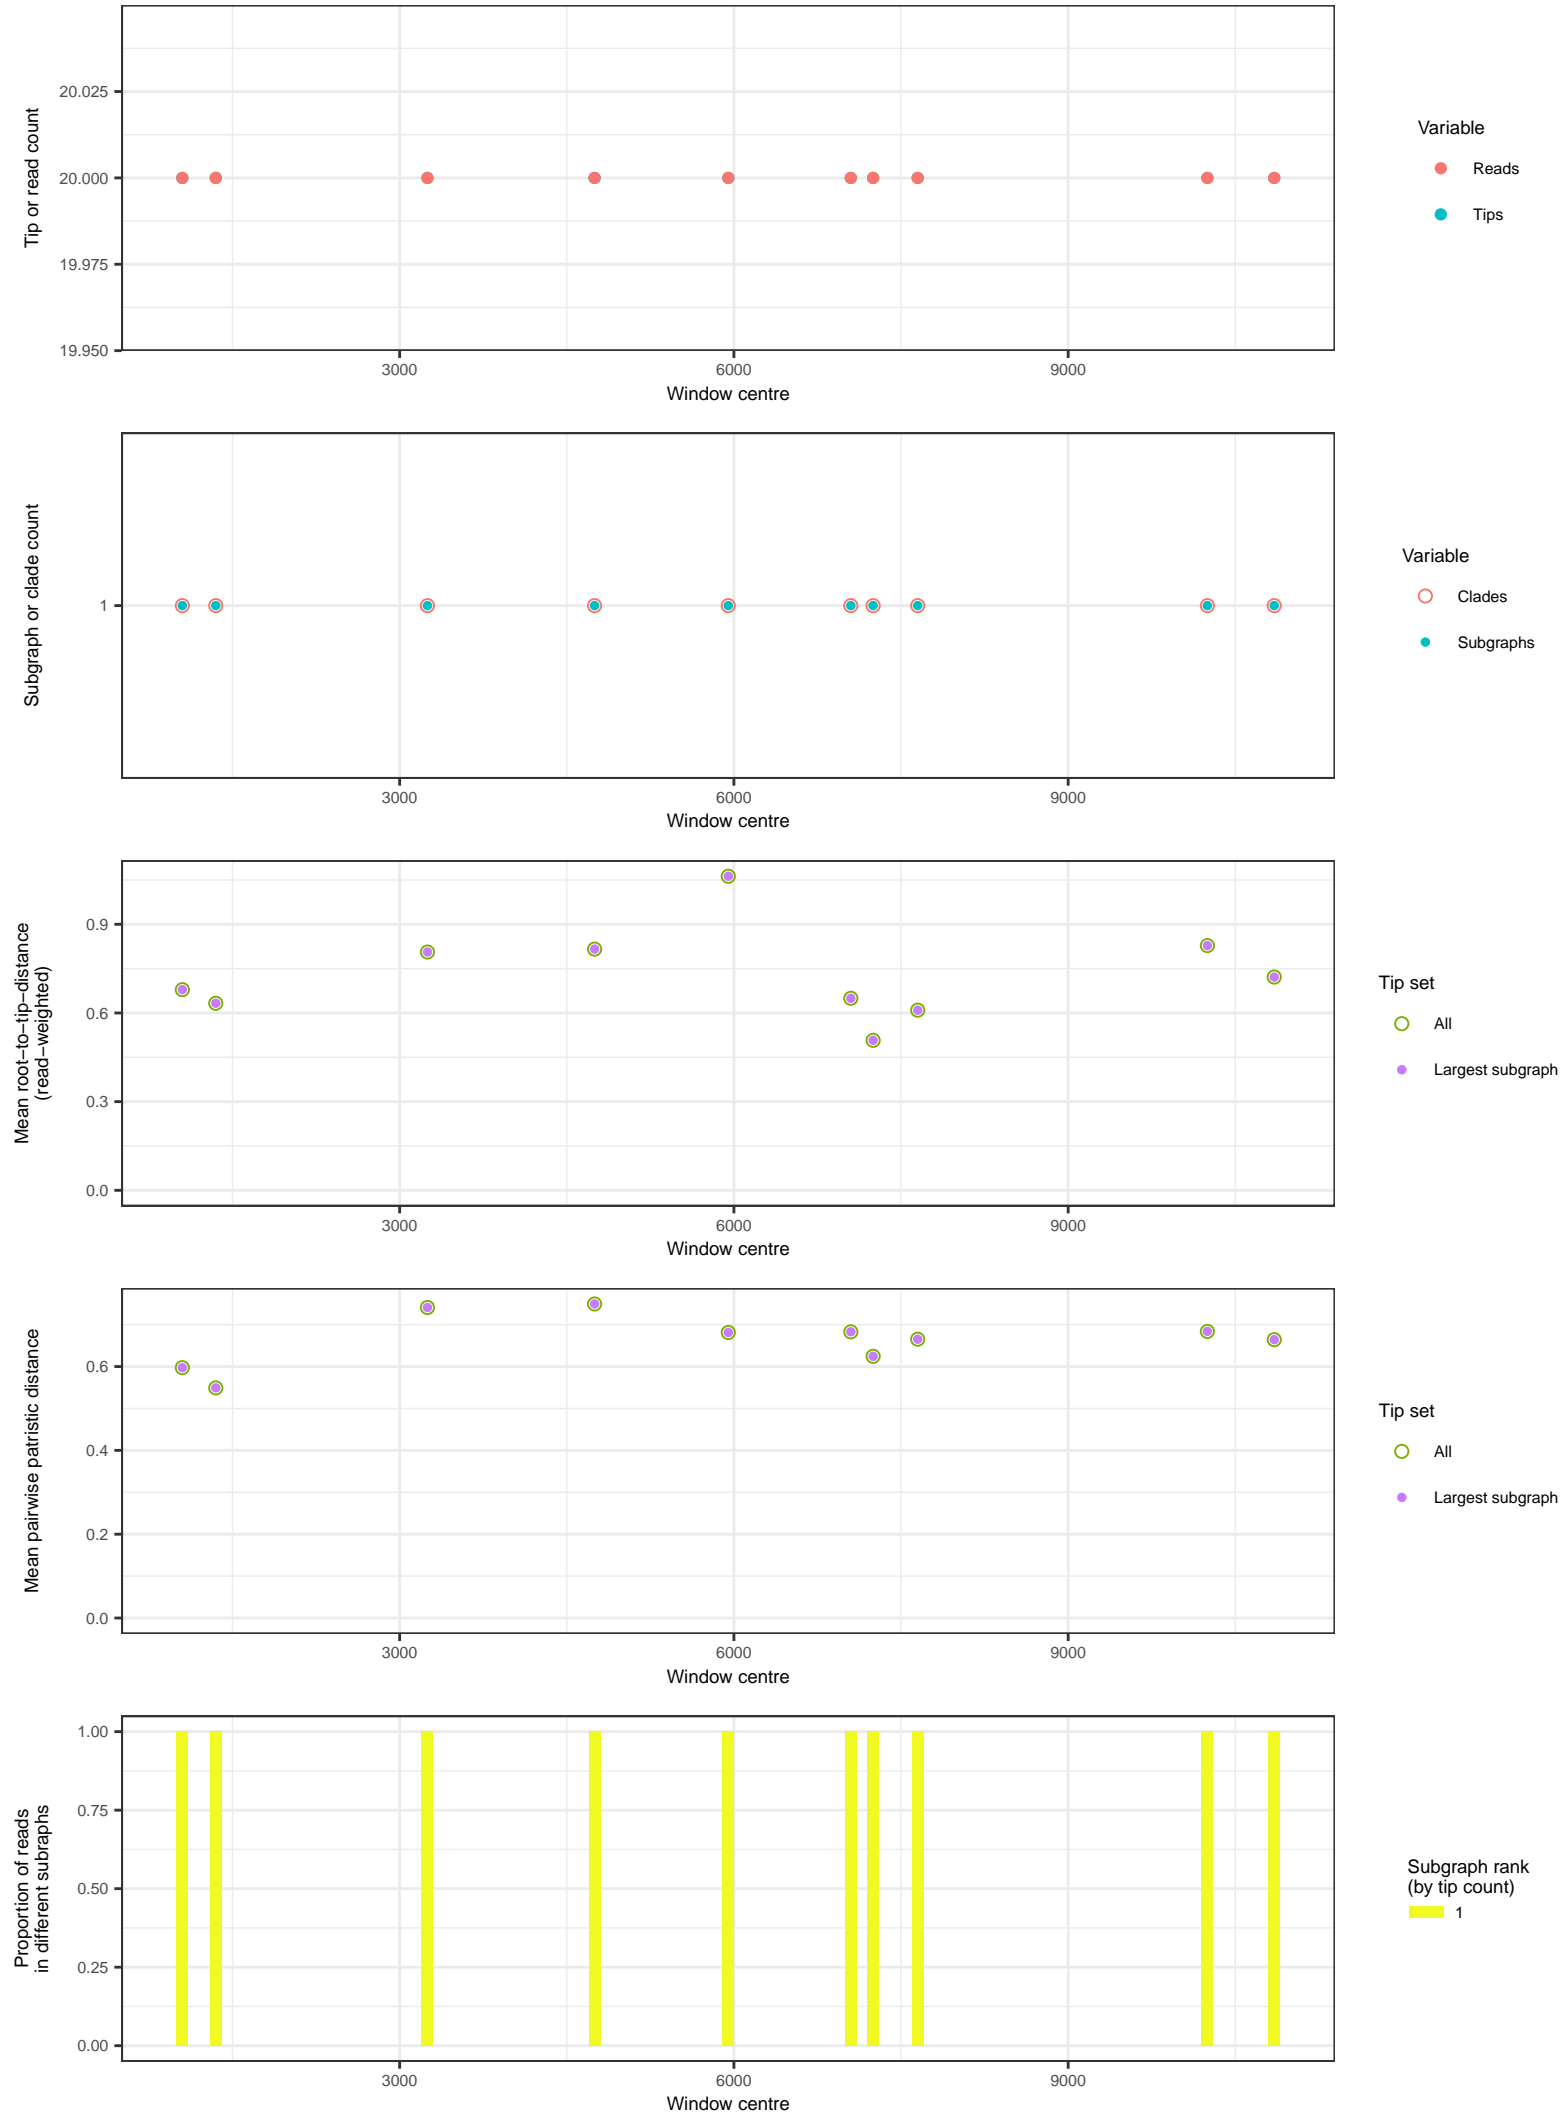 Tip or read count
20.025
20.000
19.975
19.950
3000
6000
9000
Window centre
Variable
Reads
Tips
Subgraph or clade count
1
3000
6000
9000
Window centre
Variable
Clades
Subgraphs
Mean root−to−tip−distance
(read−weighted)
0.9
0.6
0.3
0.0
3000
6000
9000
Window centre
Tip set
All
Largest subgraph
Mean pairwise patristic distance
0.6
0.4
0.2
0.0
3000
6000
9000
Window centre
Tip set
All
Largest subgraph
Proportion of reads
in different subraphs
1.00
0.75
0.50
0.25
0.00
3000
6000
9000
Window centre
Subgraph rank
(by tip count)
1